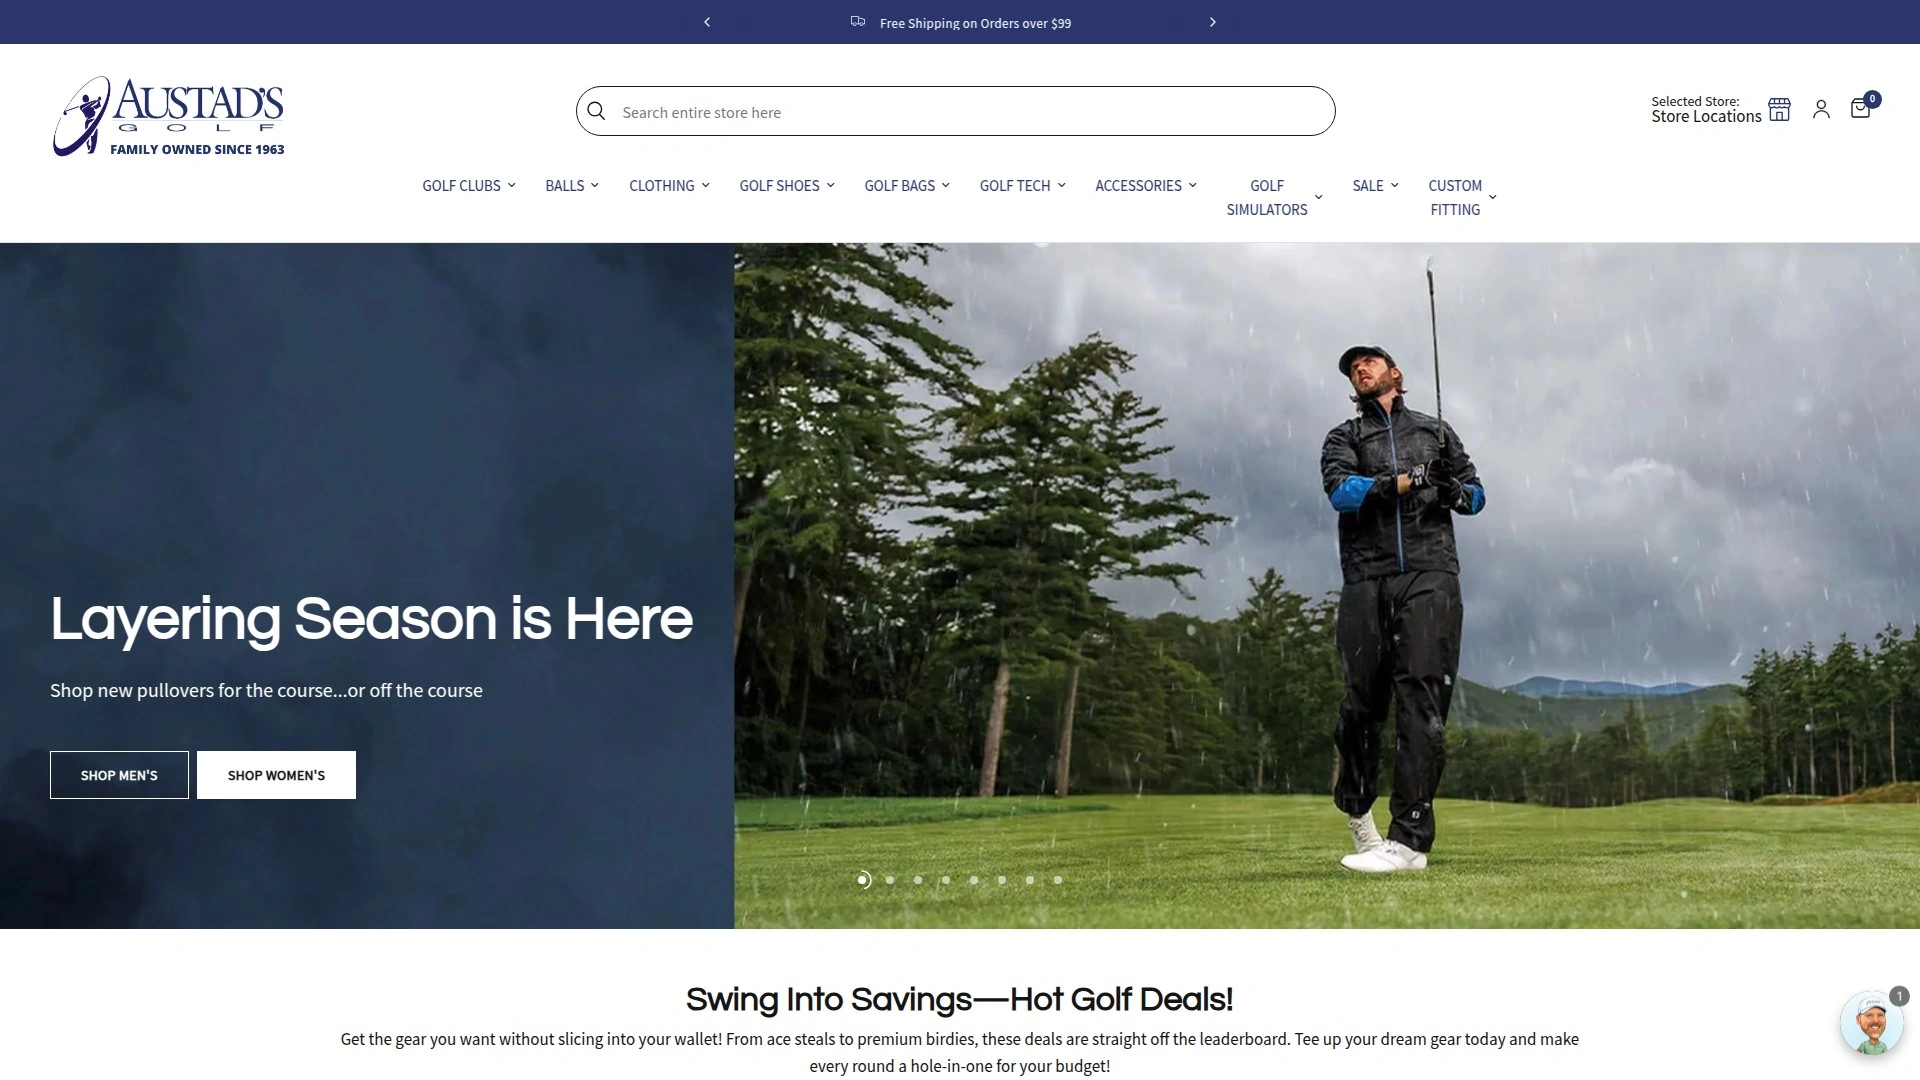 Free Shipping on Orders over $99
AUSTAD'S
GOLF
FAMILY OWNED SINCE 1963
Search entire store here
Selected Store:
Store Locations
0
GOLF CLUBS
BALLS
CLOTHING
GOLF SHOES
GOLF BAGS
GOLF TECH
ACCESSORIES
GOLF
SIMULATORS
SALE
CUSTOM
FITTING
Layering Season is Here
Shop new pullovers for the course...or off the course
SHOP MEN'S
SHOP WOMEN'S
Swing Into Savings—Hot Golf Deals!
Get the gear you want without slicing into your wallet! From ace steals to premium birdies, these deals are straight off the leaderboard. Tee up your dream gear today and make
every round a hole-in-one for your budget!
1